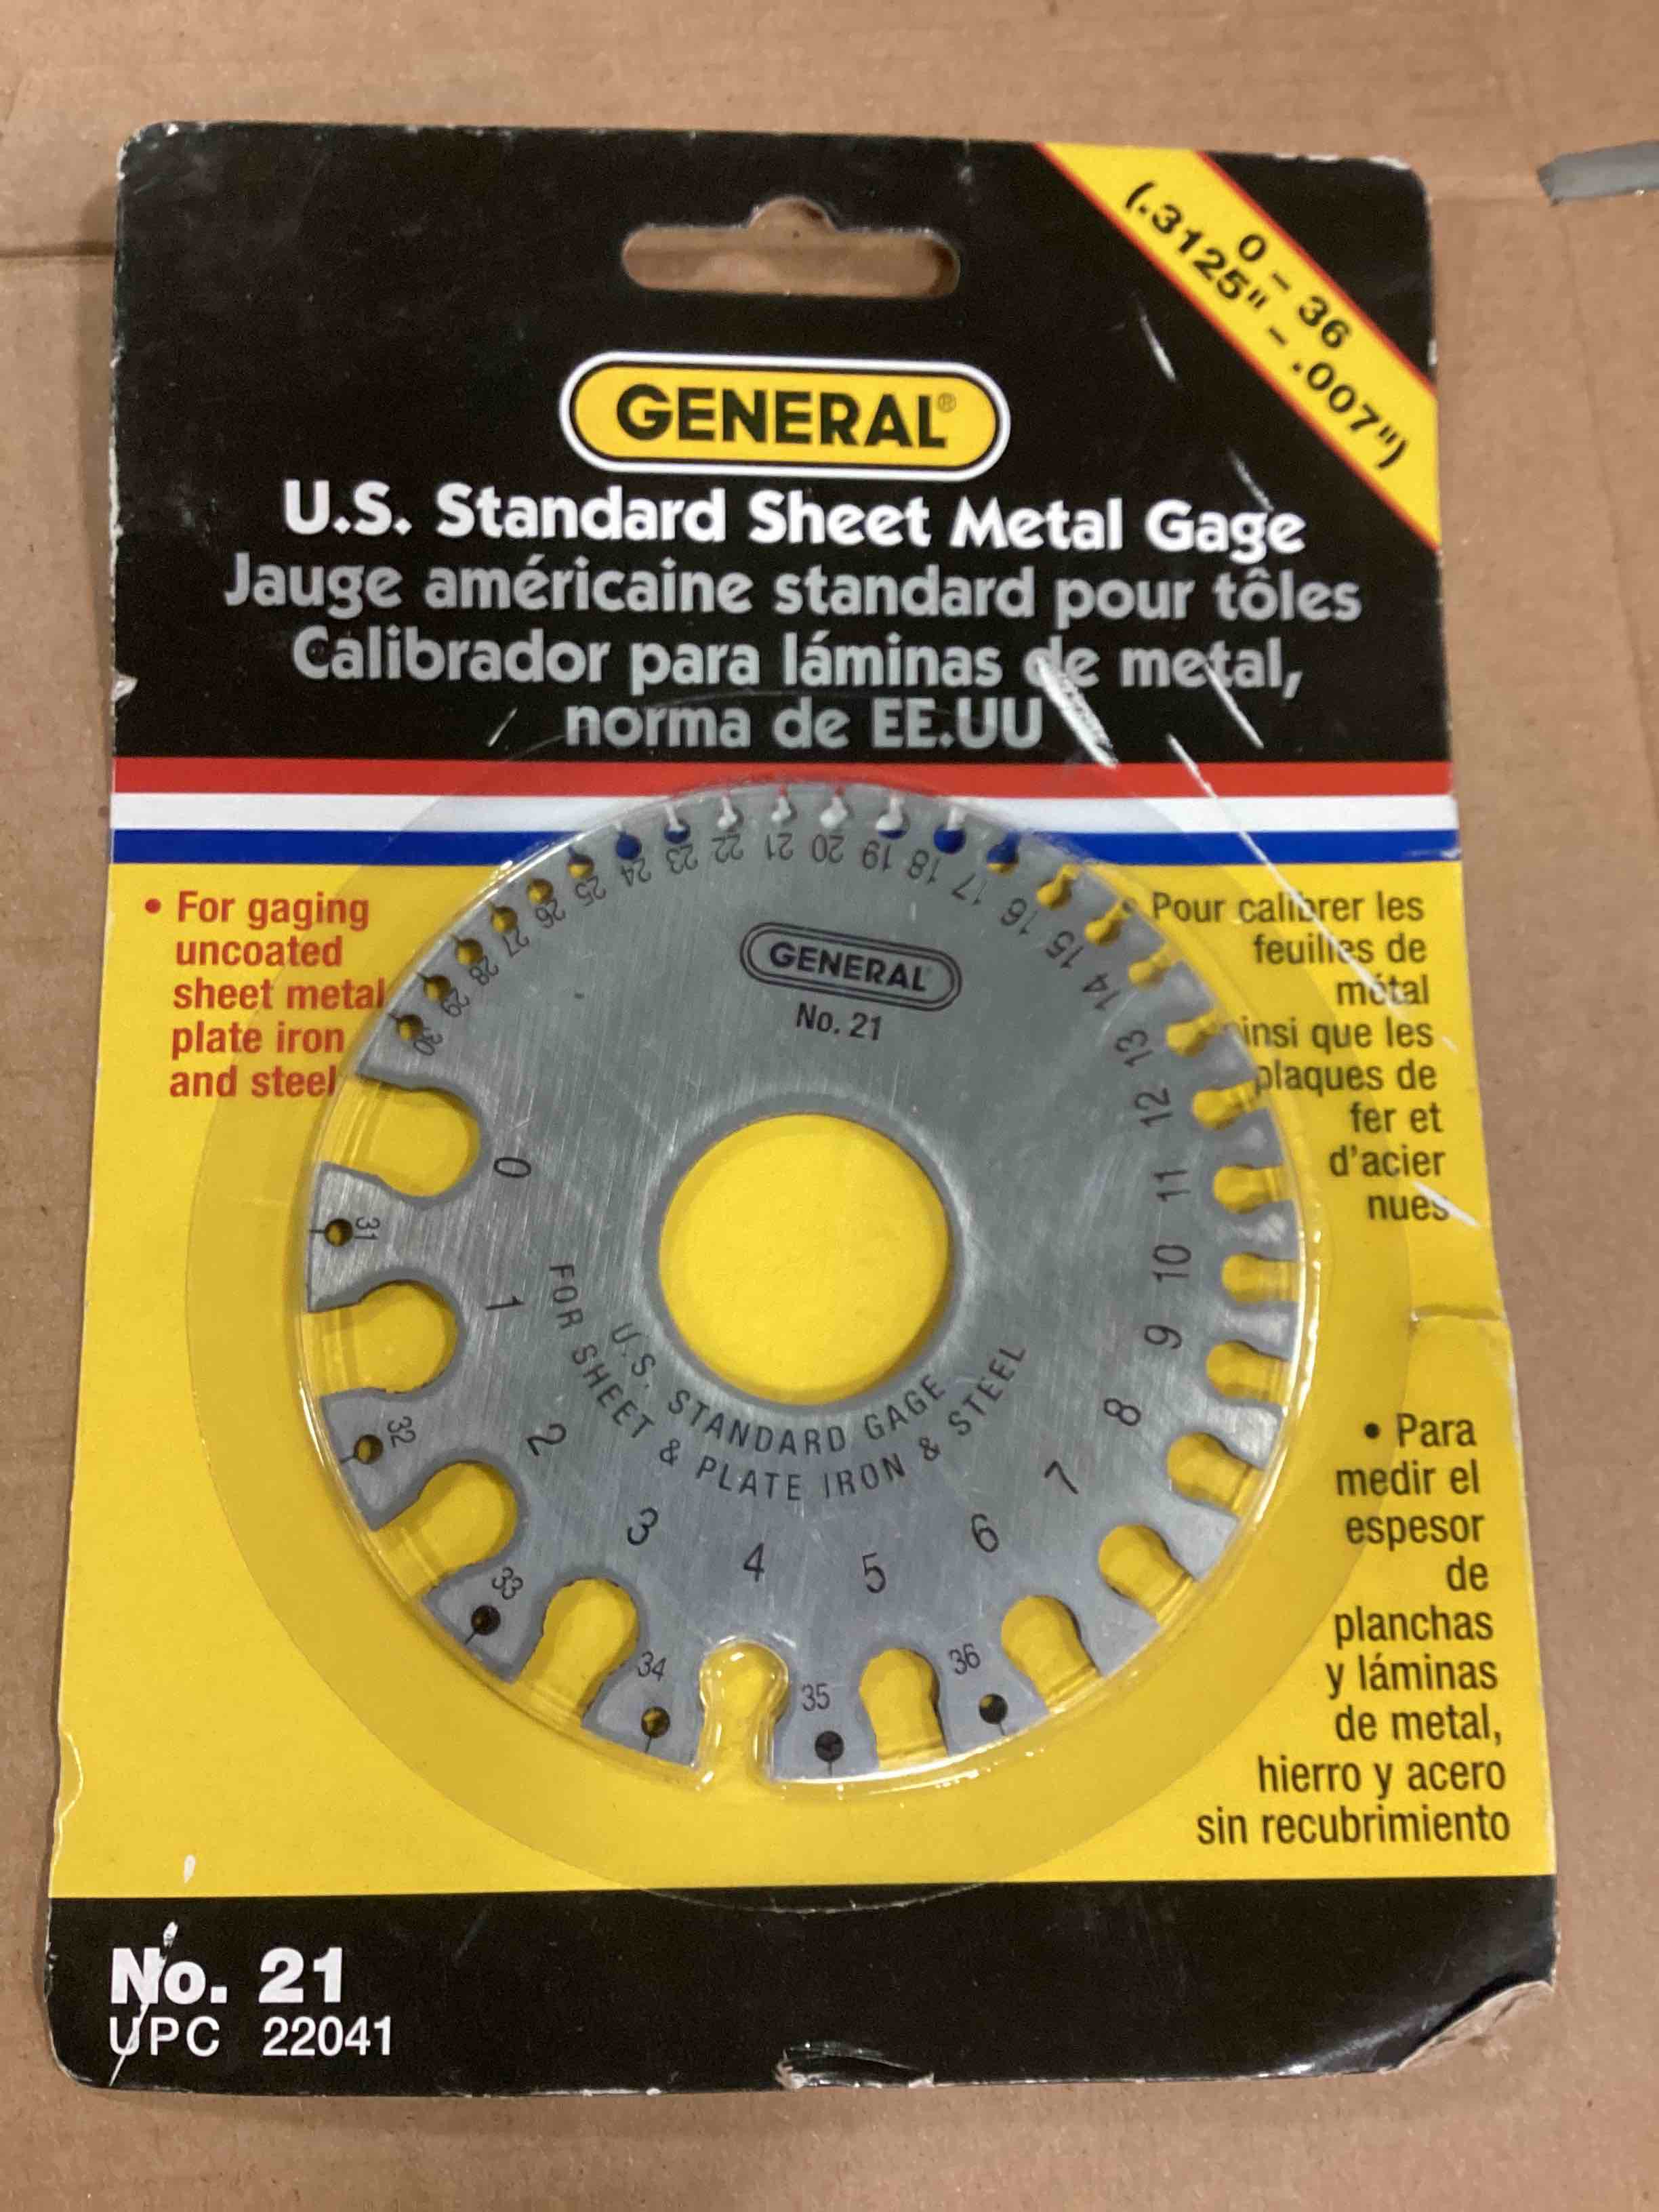 0 – 36
(.3125" – .007")
GENERAL®
U.S. Standard Sheet Metal Gage
Jauge américaine standard pour tôles
Calibrador para láminas de metal,
norma de EE.UU
• For gaging
uncoated
sheet metal
plate iron
and steel
• Pour calibrer les
feuilles de
métal
insi que les
plaques de
fer et
d'acier
nues
• Para
medir el
espesor
de
planchas
y láminas
de metal,
hierro y acero
sin recubrimiento
GENERAL
No. 21
U.S. STANDARD GAGE
FOR SHEET & PLATE IRON & STEEL
0
1
2
3
4
5
6
7
8
9
10
11
12
13
14
15
16
17
18
19
20
21
22
23
24
25
26
27
28
29
30
31
32
33
34
35
36
No. 21
UPC 22041